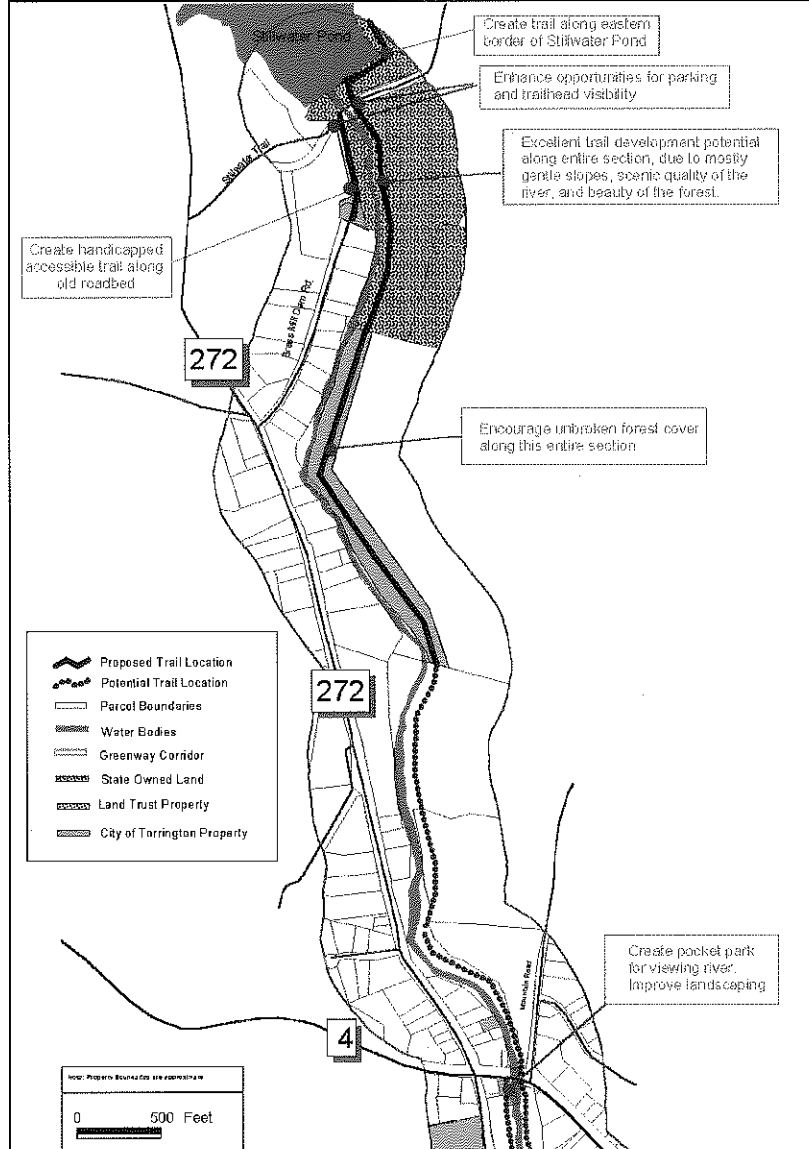 Stillwater Pond
Create trail along eastern
border of Stillwater Pond
Enhance opportunities for parking
and trailhead visibility
Excellent trail development potential
along entire section, due to mostly
gentle slopes, scenic quality of the
river, and beauty of the forest.
Trail
Create handicapped
accessible trail along
old roadbed
Brass Mill Dam Rd.
272
Encourage unbroken forest cover
along this entire section
Proposed Trail Location
Potential Trail Location
Parcel Boundaries
Water Bodies
Greenway Corridor
State Owned Land
Land Trust Property
City of Torrington Property
272
Create pocket park
for viewing river.
Improve landscaping
Mountain Road
4
Note: Property Boundaries are approximate
0 500 Feet